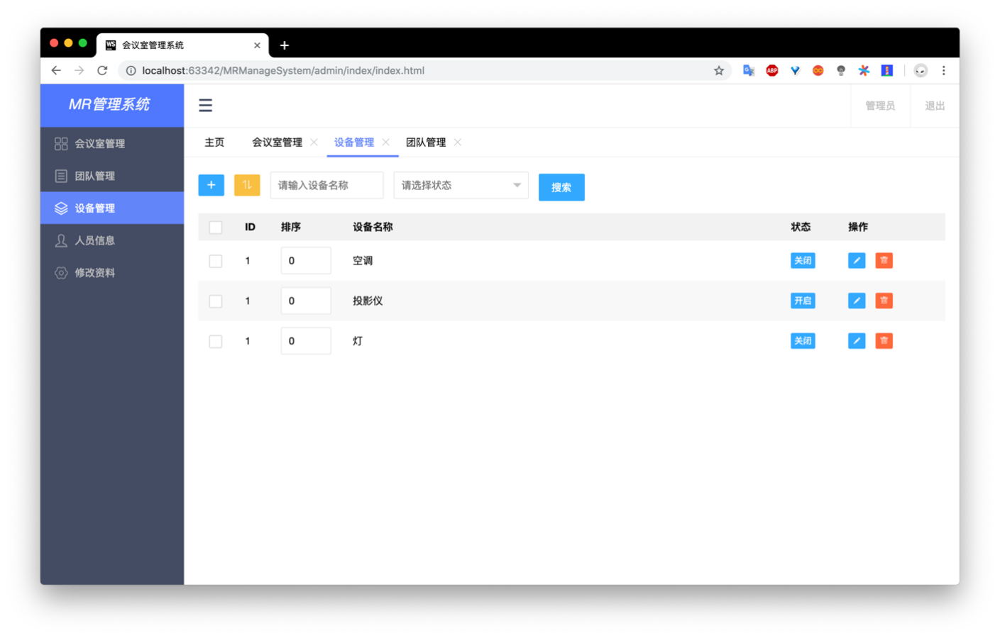 WS 会议室管理系统
localhost:63342/MRManageSystem/admin/index/index.html
ABP
MR管理系统
管理员 退出
会议室管理
团队管理
设备管理
人员信息
修改资料
主页 会议室管理 设备管理 团队管理
请输入设备名称 请选择状态 搜索
ID 排序 设备名称 状态 操作
1 0 空调 关闭
1 0 投影仪 开启
1 0 灯 关闭